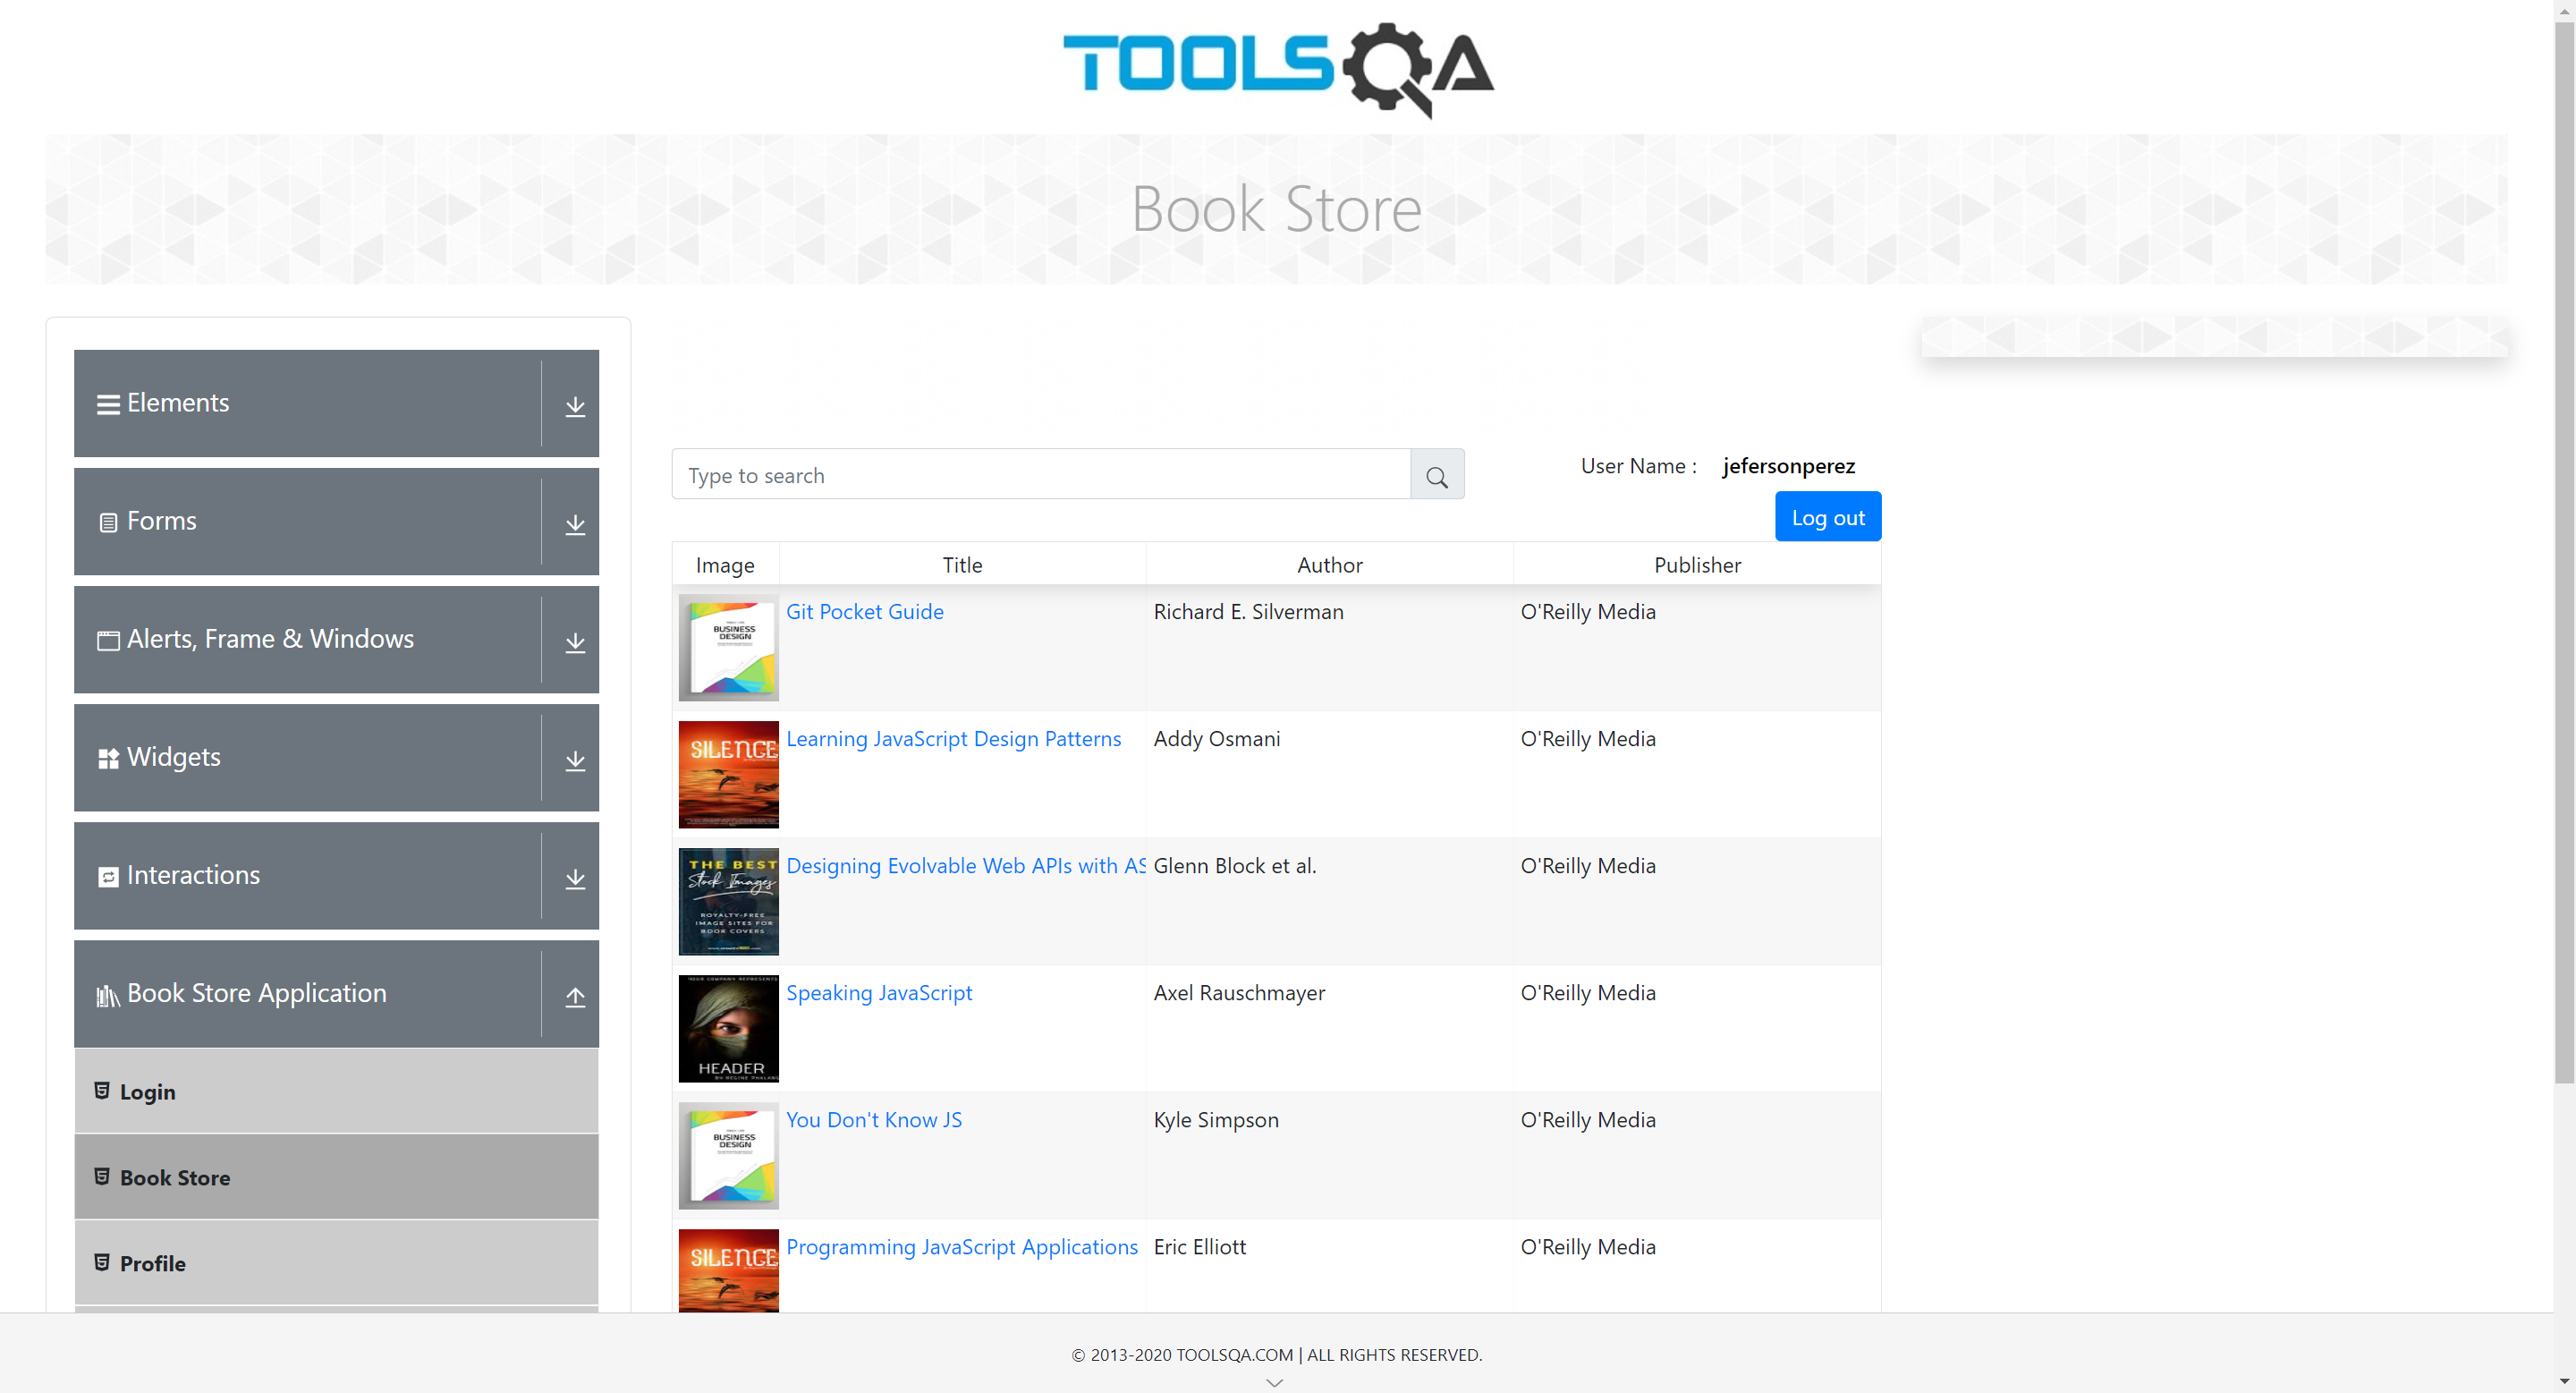 TOOLSQA
Book Store
Elements
Forms
Alerts, Frame & Windows
Widgets
Interactions
Book Store Application
Login
Book Store
Profile
Type to search
User Name : jefersonperez
Log out
Image Title Author Publisher
BUSINESS
DESIGN
Git Pocket Guide Richard E. Silverman O'Reilly Media
SILENCE
Learning JavaScript Design Patterns Addy Osmani O'Reilly Media
THE BEST
Stock Images
ROYALTY-FREE
IMAGE SITES FOR
BOOK COVERS
Designing Evolvable Web APIs with AS Glenn Block et al. O'Reilly Media
YOUR COMPANY REPRESENTS
HEADER
Speaking JavaScript Axel Rauschmayer O'Reilly Media
BUSINESS
DESIGN
You Don't Know JS Kyle Simpson O'Reilly Media
SILENCE
Programming JavaScript Applications Eric Elliott O'Reilly Media
© 2013-2020 TOOLSQA.COM | ALL RIGHTS RESERVED.